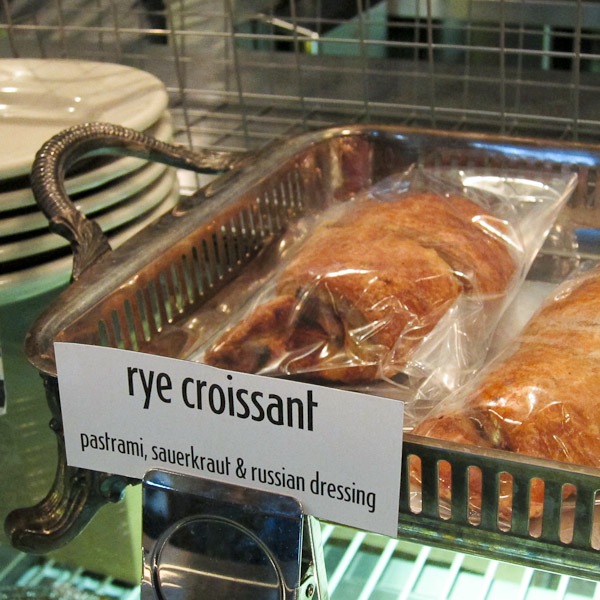 rye croissant
pastrami, sauerkraut & russian dressing